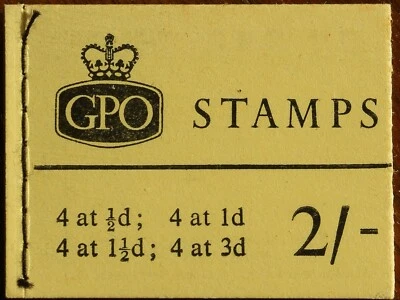 GPO STAMPS
4 at ½d; 4 at 1d
4 at 1½d; 4 at 3d
2/-